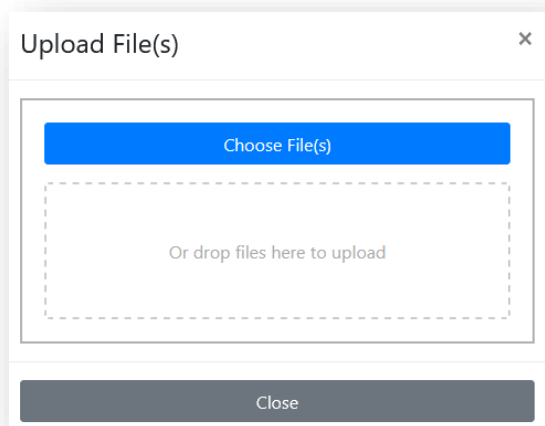 Upload File(s)
×
Choose File(s)
Or drop files here to upload
Close